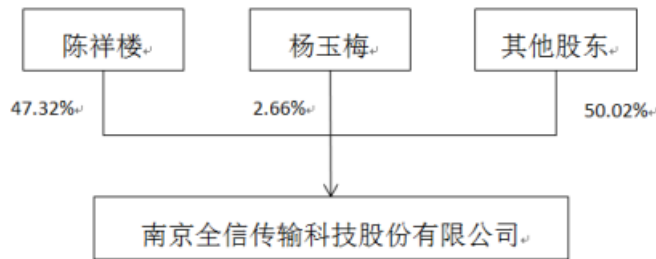 陈祥楼
杨玉梅
其他股东
47.32%
2.66%
50.02%
南京全信传输科技股份有限公司